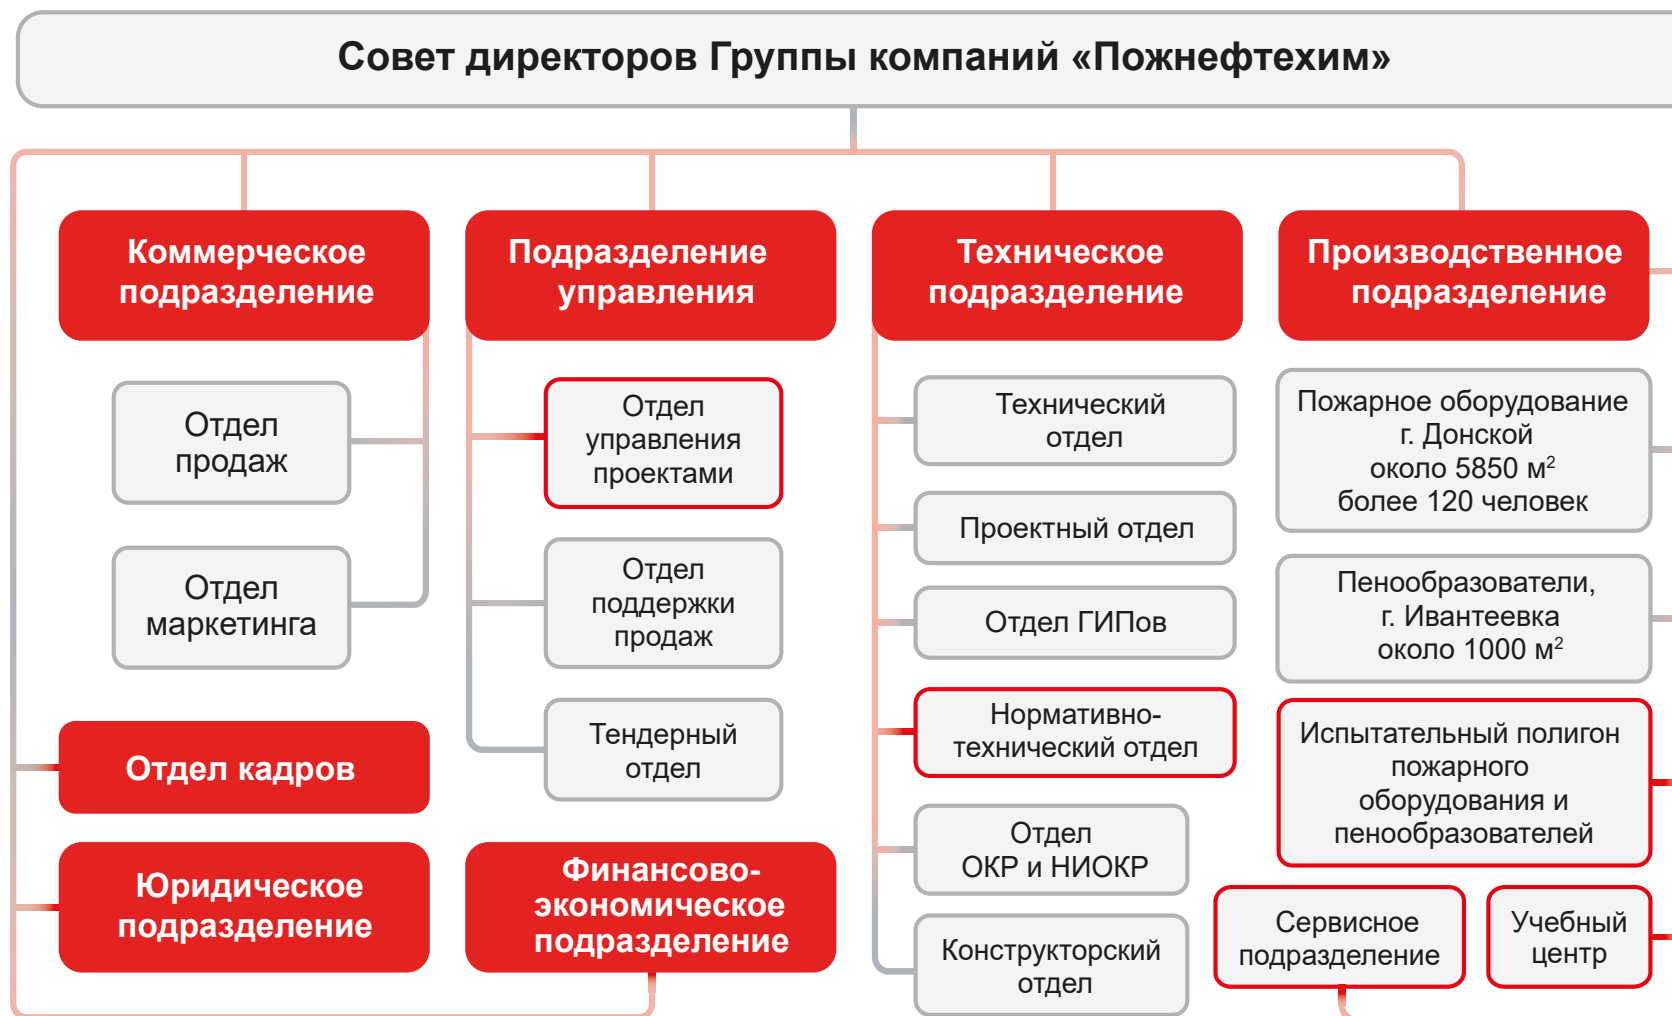 Совет директоров Группы компаний «Пожнефтехим»
Коммерческое
подразделение
Отдел
продаж
Отдел
маркетинга
Отдел кадров
Юридическое
подразделение
Подразделение
управления
Отдел
управления
проектами
Отдел
поддержки
продаж
Тендерный
отдел
Финансово-
экономическое
подразделение
Техническое
подразделение
Технический
отдел
Проектный отдел
Отдел ГИПов
Нормативно-
технический отдел
Отдел
ОКР и НИОКР
Конструкторский
отдел
Производственное
подразделение
Пожарное оборудование
г. Донской
около 5850 м²
более 120 человек
Пенообразователи,
г. Ивантеевка
около 1000 м²
Испытательный полигон
пожарного
оборудования и
пенообразователей
Сервисное
подразделение
Учебный
центр